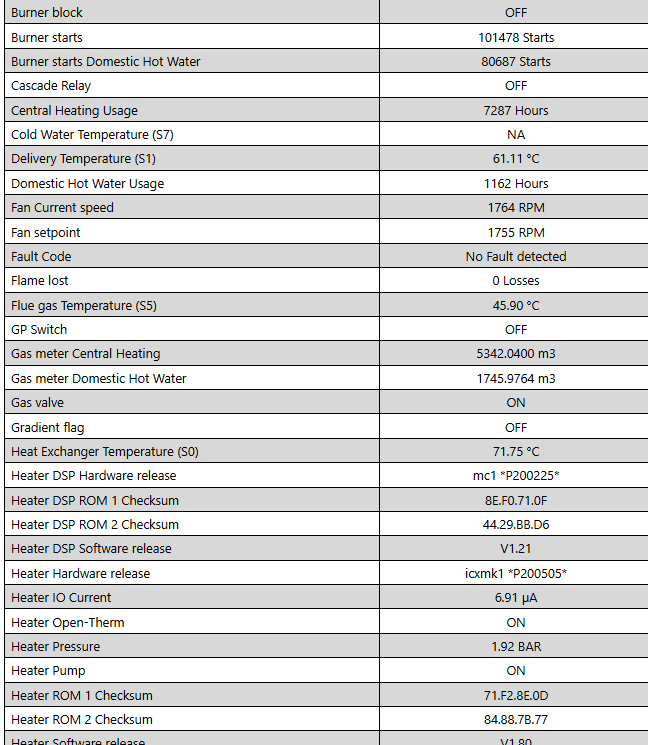 Burner block OFF
Burner starts 101478 Starts
Burner starts Domestic Hot Water 80687 Starts
Cascade Relay OFF
Central Heating Usage 7287 Hours
Cold Water Temperature (S7) NA
Delivery Temperature (S1) 61.11 °C
Domestic Hot Water Usage 1162 Hours
Fan Current speed 1764 RPM
Fan setpoint 1755 RPM
Fault Code No Fault detected
Flame lost 0 Losses
Flue gas Temperature (S5) 45.90 °C
GP Switch OFF
Gas meter Central Heating 5342.0400 m3
Gas meter Domestic Hot Water 1745.9764 m3
Gas valve ON
Gradient flag OFF
Heat Exchanger Temperature (S0) 71.75 °C
Heater DSP Hardware release mc1 *P200225*
Heater DSP ROM 1 Checksum 8E.F0.71.0F
Heater DSP ROM 2 Checksum 44.29.BB.D6
Heater DSP Software release V1.21
Heater Hardware release icxmk1 *P200505*
Heater IO Current 6.91 µA
Heater Open-Therm ON
Heater Pressure 1.92 BAR
Heater Pump ON
Heater ROM 1 Checksum 71.F2.8E.0D
Heater ROM 2 Checksum 84.88.7B.77
Heater Software release V1.80